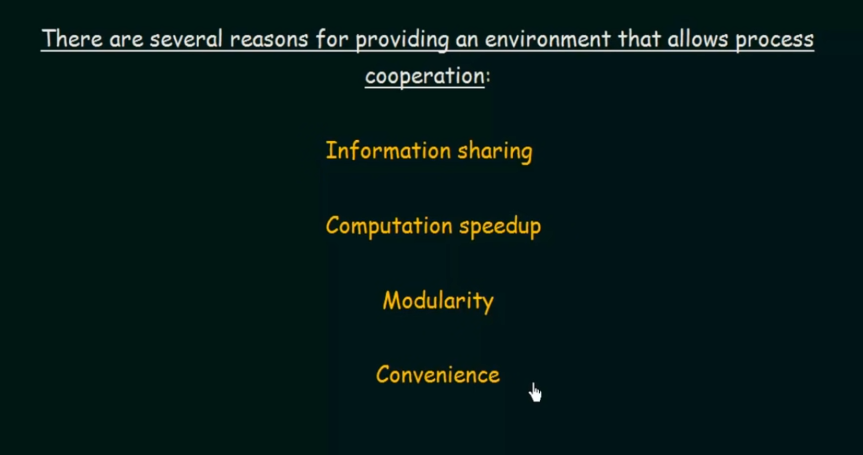 There are several reasons for providing an environment that allows process
cooperation:
Information sharing
Computation speedup
Modularity
Convenience